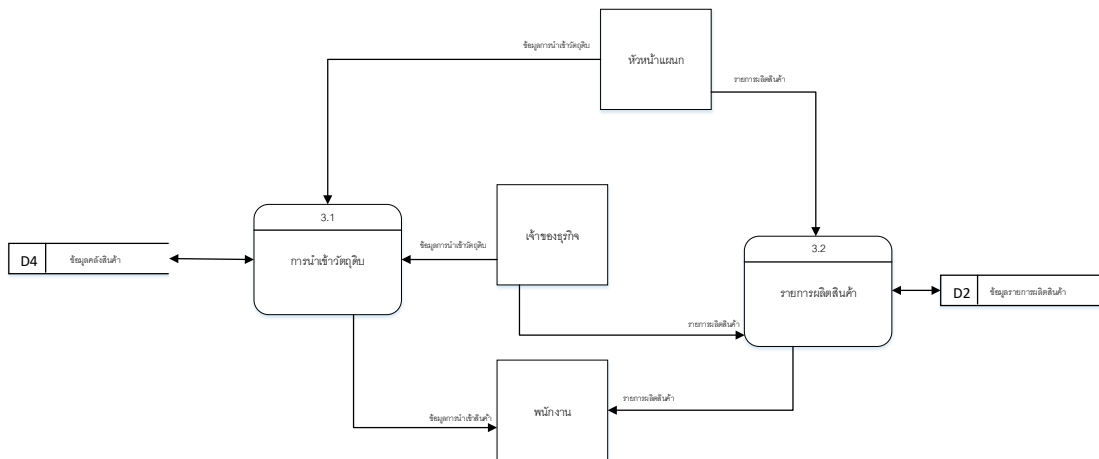 ข้อมูลการนำเข้าวัตถุดิบ
หัวหน้าแผนก
รายการผลิตสินค้า
3.1
การนำเข้าวัตถุดิบ
D4 ข้อมูลคลังสินค้า
ข้อมูลการนำเข้าวัตถุดิบ
เจ้าของธุรกิจ
3.2
รายการผลิตสินค้า
D2 ข้อมูลรายการผลิตสินค้า
รายการผลิตสินค้า
ข้อมูลการนำเข้าสินค้า
พนักงาน
รายการผลิตสินค้า